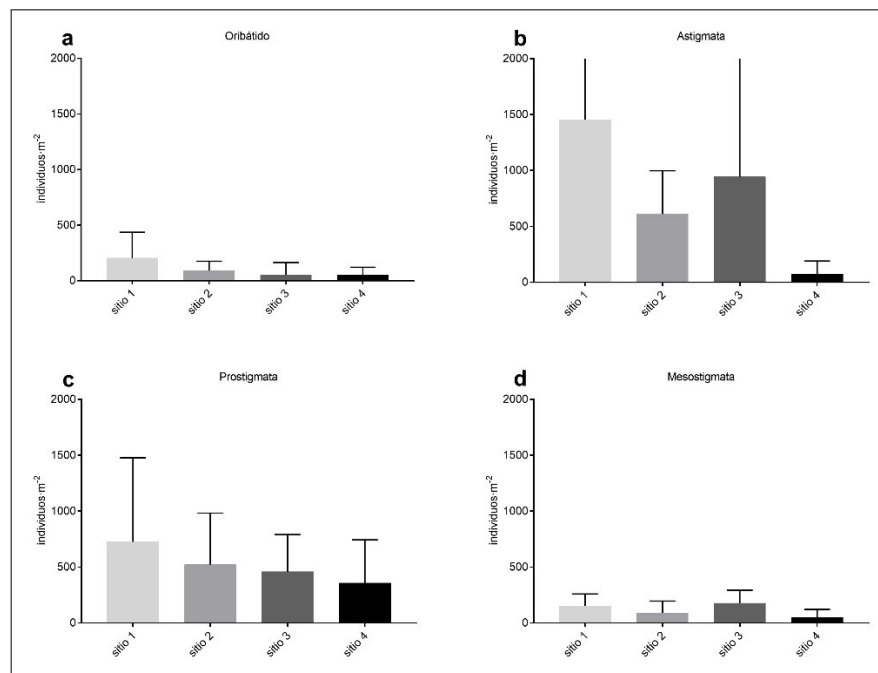 a
Oribátido
2000
1500
1000
500
0
individuos·m⁻²
sitio 1
sitio 2
sitio 3
sitio 4
b
Astigmata
2000
1500
1000
500
0
individuos·m⁻²
sitio 1
sitio 2
sitio 3
sitio 4
c
Prostigmata
2000
1500
1000
500
0
individuos·m⁻²
sitio 1
sitio 2
sitio 3
sitio 4
d
Mesostigmata
2000
1500
1000
500
0
individuos·m⁻²
sitio 1
sitio 2
sitio 3
sitio 4